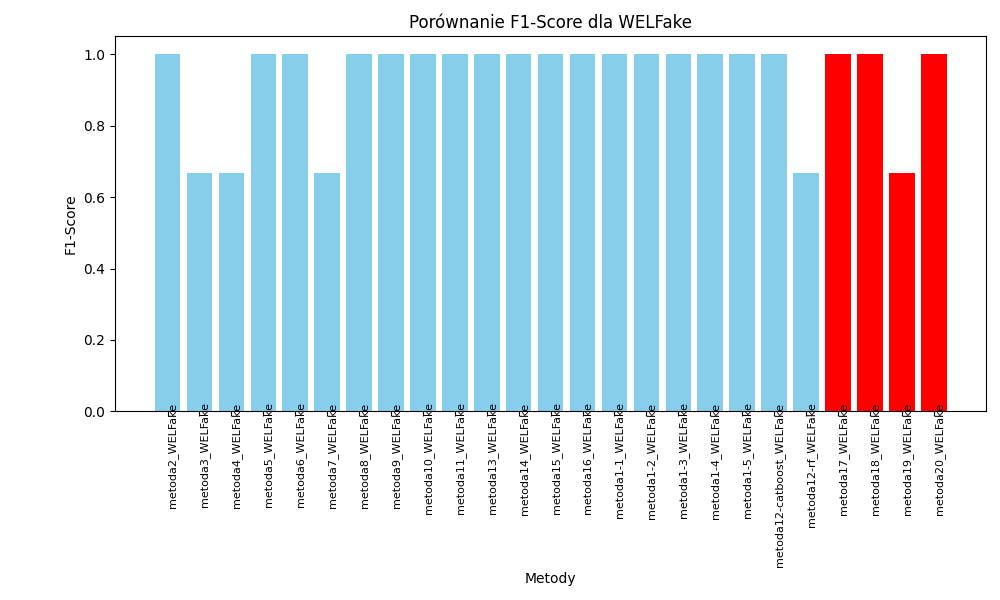 Porównanie F1-Score dla WELFake
F1-Score
1.0
0.8
0.6
0.4
0.2
0.0
metoda2_WELFake
metoda3_WELFake
metoda4_WELFake
metoda5_WELFake
metoda6_WELFake
metoda7_WELFake
metoda8_WELFake
metoda9_WELFake
metoda10_WELFake
metoda11_WELFake
metoda13_WELFake
metoda14_WELFake
metoda15_WELFake
metoda16_WELFake
metoda1-1_WELFake
metoda1-2_WELFake
metoda1-3_WELFake
metoda1-4_WELFake
metoda1-5_WELFake
metoda12-catboost_WELFake
metoda12-rf_WELFake
metoda17_WELFake
metoda18_WELFake
metoda19_WELFake
metoda20_WELFake
Metody